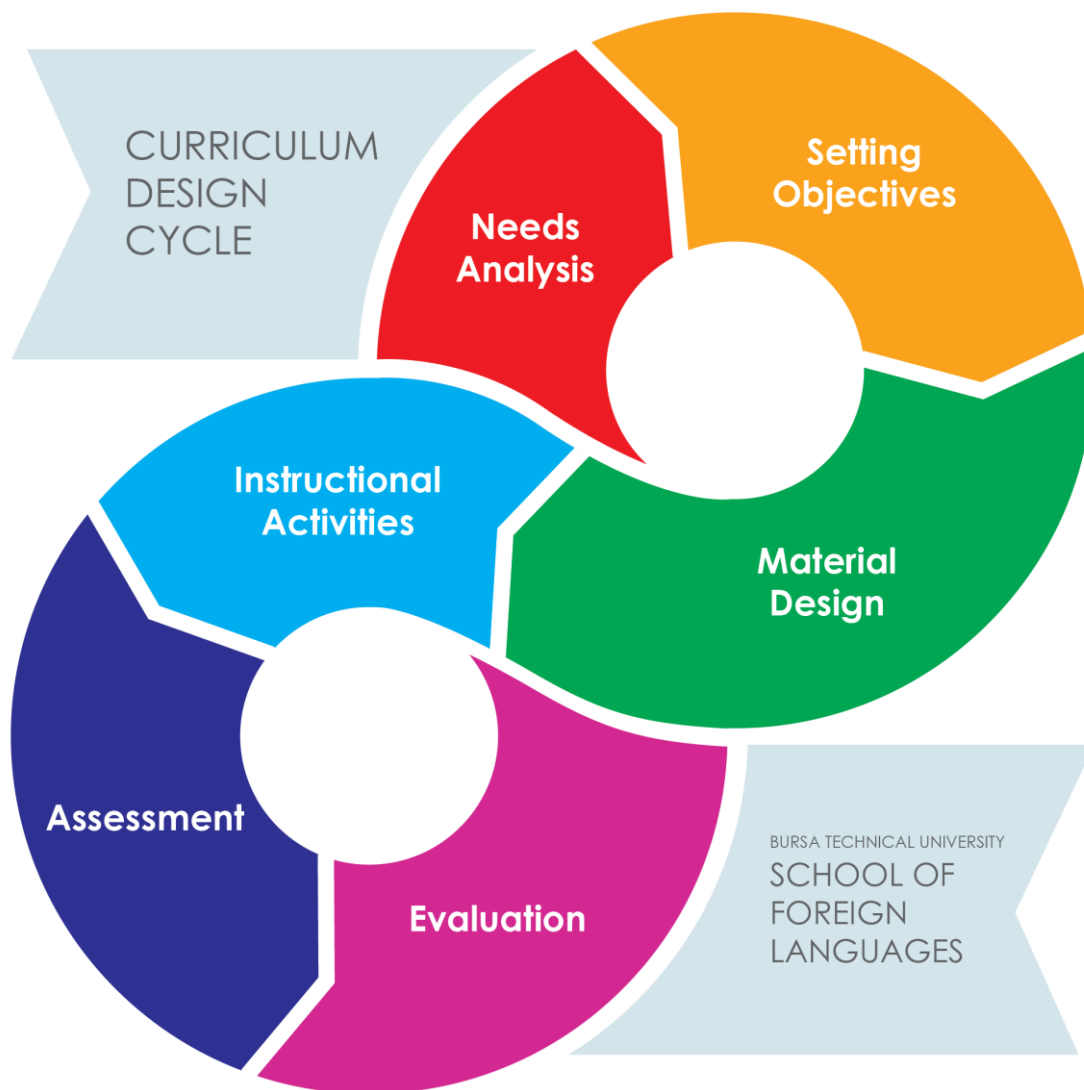 CURRICULUM
DESIGN
CYCLE
Needs
Analysis
Setting
Objectives
Material
Design
Instructional
Activities
Assessment
Evaluation
BURSA TECHNICAL UNIVERSITY
SCHOOL OF
FOREIGN
LANGUAGES